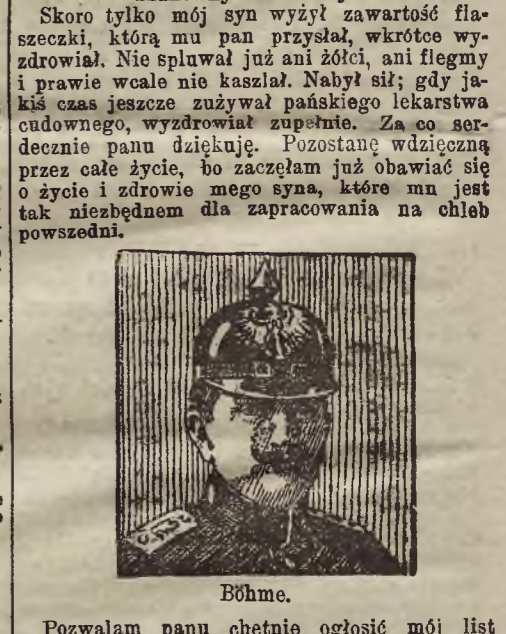 Skoro tylko mój syn wyżył zawartość fla-
szeczki, którą mu pan przysłał, wkrótce wy-
zdrowiał. Nie spluwał już ani żółci, ani flegmy
i prawie wcale nie kaszlał. Nabył sił; gdy ja-
kiś czas jeszcze zużywał pańskiego lekarstwa
cudownego, wyzdrowiał zupełnie. Za co ser-
decznie panu dziękuję. Pozostanę wdzięczną
przez całe życie, bo zaczęłam już obawiać się
o życie i zdrowie mego syna, które mu jest
tak niezbędnem dla zapracowania na chleb
powszedni.
Böhme.
Pozwalam panu chętnie ogłosić mój list